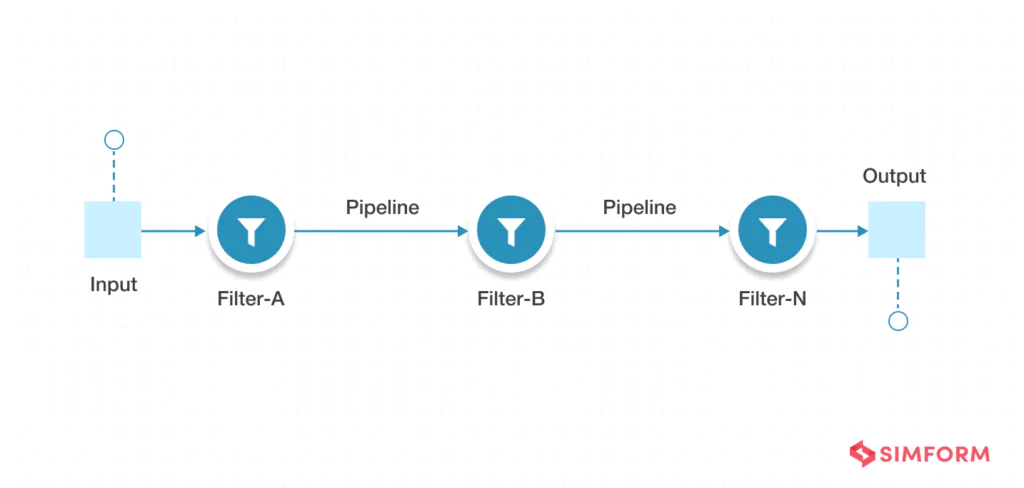 Output
Pipeline
Pipeline
Input
Filter-A
Filter-B
Filter-N
SIMFORM